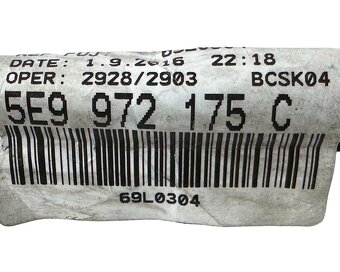 DATE: 1.9.2016 22:18
OPER: 2928/2903 BCSK04
5E9 972 175 C
69L0304